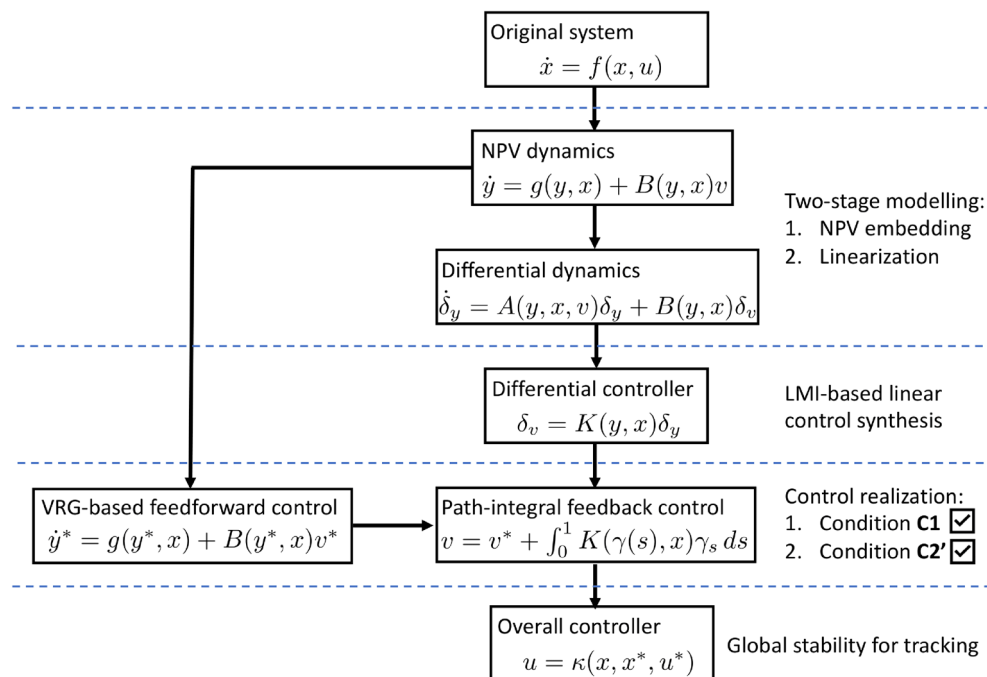 Original system
ẋ = f(x, u)
NPV dynamics
ẏ = g(y, x) + B(y, x)v
Two-stage modelling:
1. NPV embedding
2. Linearization
Differential dynamics
δ̇_y = A(y, x, v)δ_y + B(y, x)δ_v
Differential controller
δ_v = K(y, x)δ_y
LMI-based linear
control synthesis
VRG-based feedforward control
ẏ* = g(y*, x) + B(y*, x)v*
Path-integral feedback control
v = v* + ∫₀¹ K(γ(s), x)γ_s ds
Control realization:
1. Condition C1 ☑
2. Condition C2' ☑
Overall controller
u = κ(x, x*, u*)
Global stability for tracking